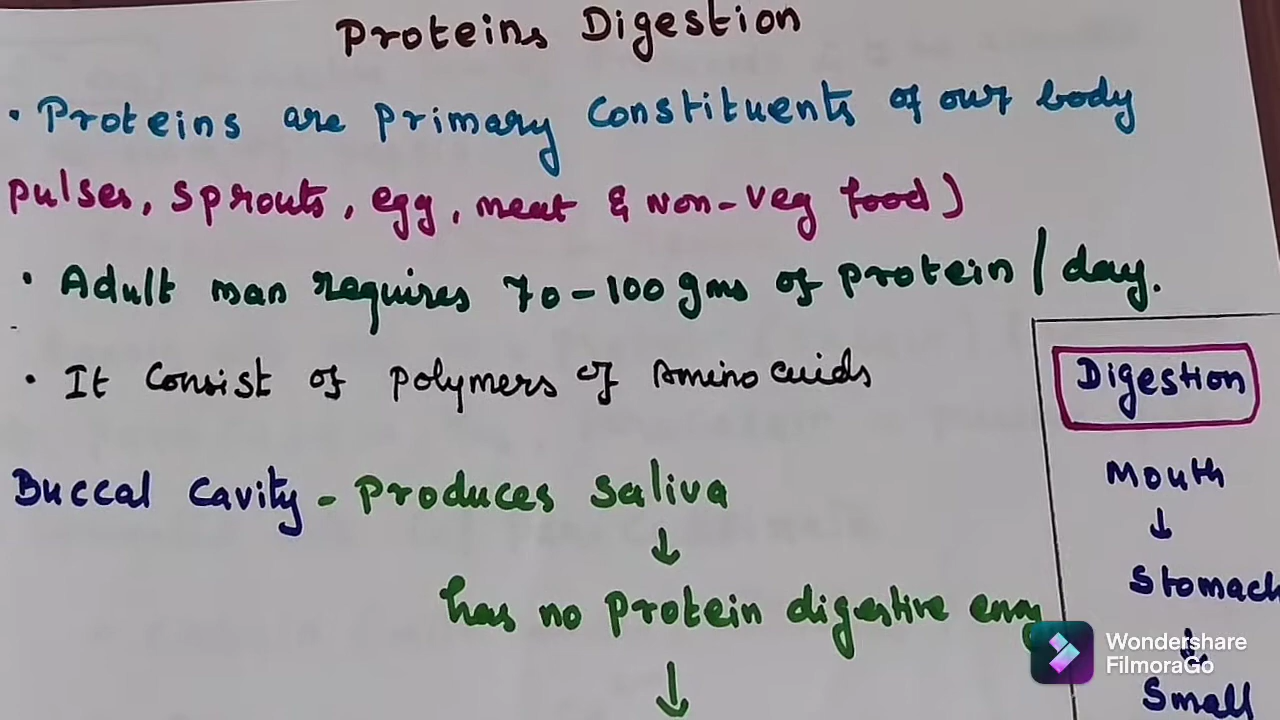 Proteins Digestion
• Proteins are primary constituents of our body
pulses, sprouts, egg, meat & Non-veg food)
• Adult man requires 70-100 gms of protein / day.
• It consist of polymers of Amino acids
Buccal cavity - produces saliva
↓
has no protein digestive
↓
Digestion
Mouth
↓
Stomach
↓
Small
Wondershare
FilmoraGo